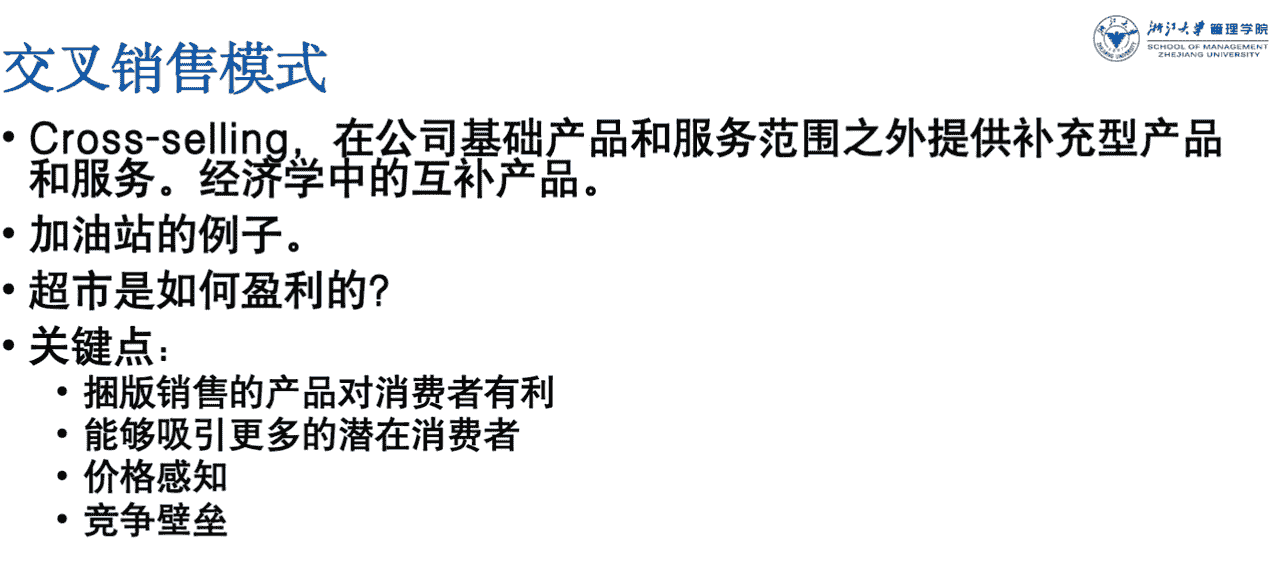 浙江大学管理学院
SCHOOL OF MANAGEMENT
ZHEJIANG UNIVERSITY
交叉销售模式
• Cross-selling，在公司基础产品和服务范围之外提供补充型产品
和服务。经济学中的互补产品。
• 加油站的例子。
• 超市是如何盈利的？
• 关键点：
• 捆版销售的产品对消费者有利
• 能够吸引更多的潜在消费者
• 价格感知
• 竞争壁垒